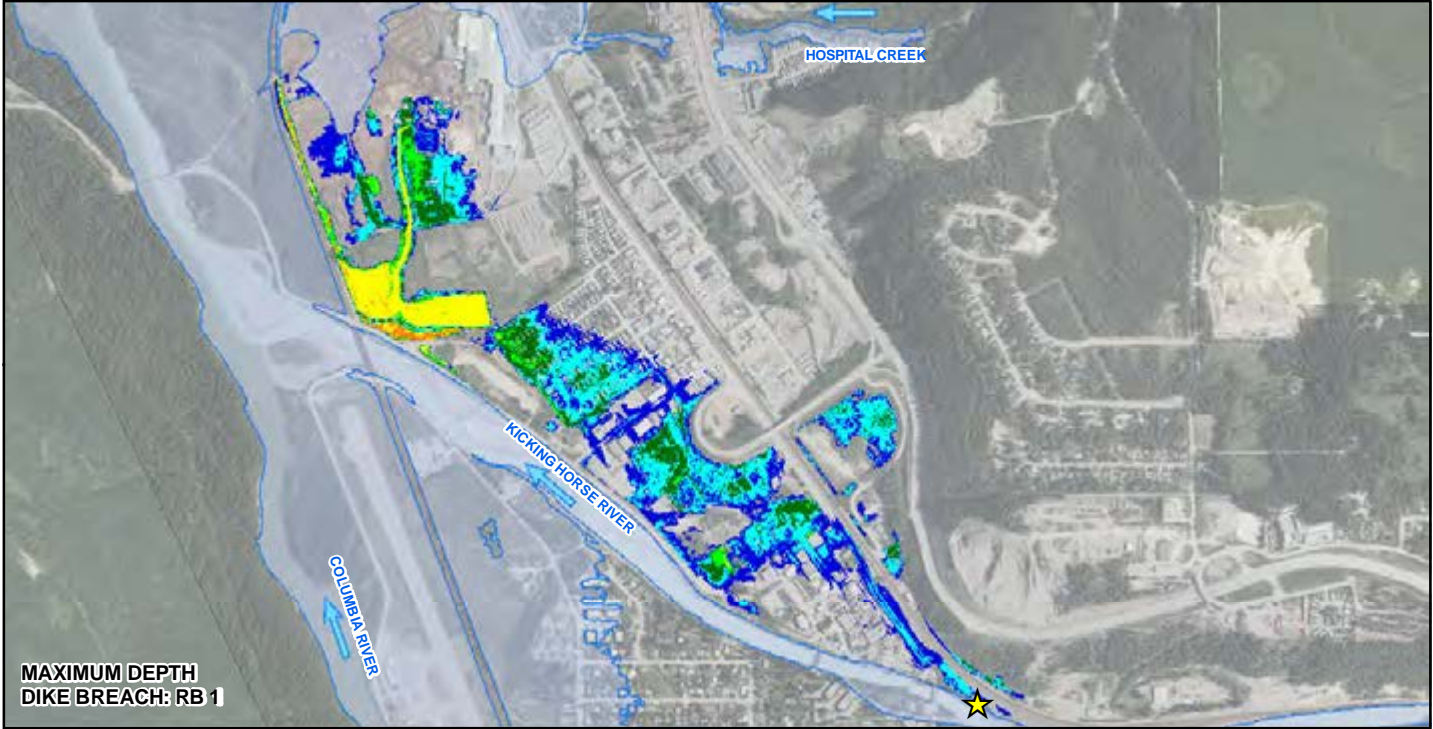 HOSPITAL CREEK
KICKING HORSE RIVER
COLUMBIA RIVER
MAXIMUM DEPTH
DIKE BREACH: RB 1